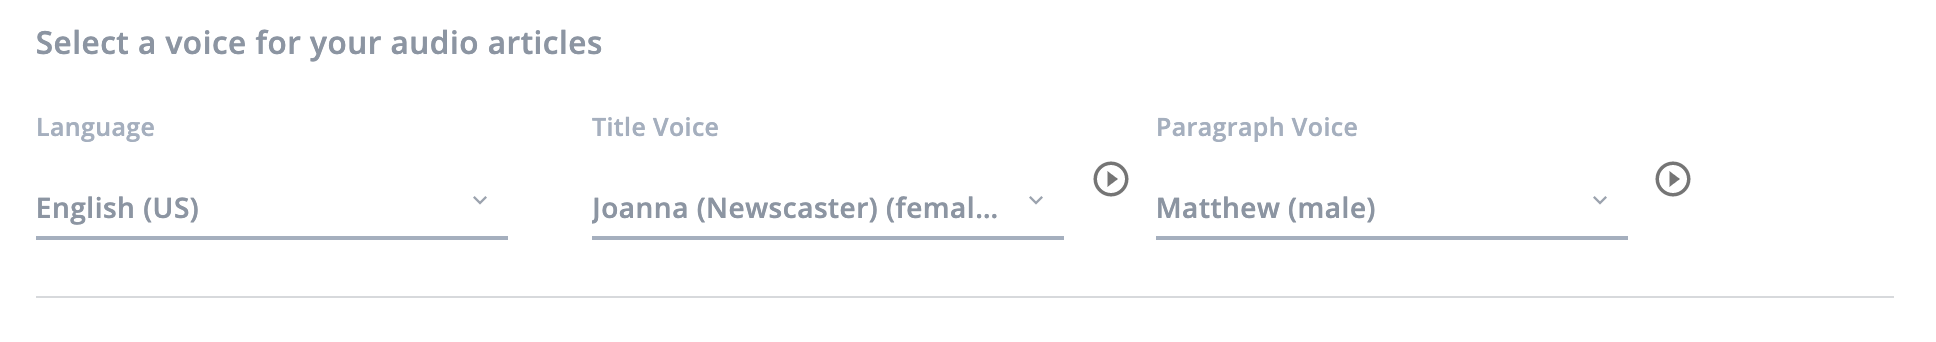 Select a voice for your audio articles
Language
Title Voice
Paragraph Voice
English (US)
Joanna (Newscaster) (femal...
Matthew (male)